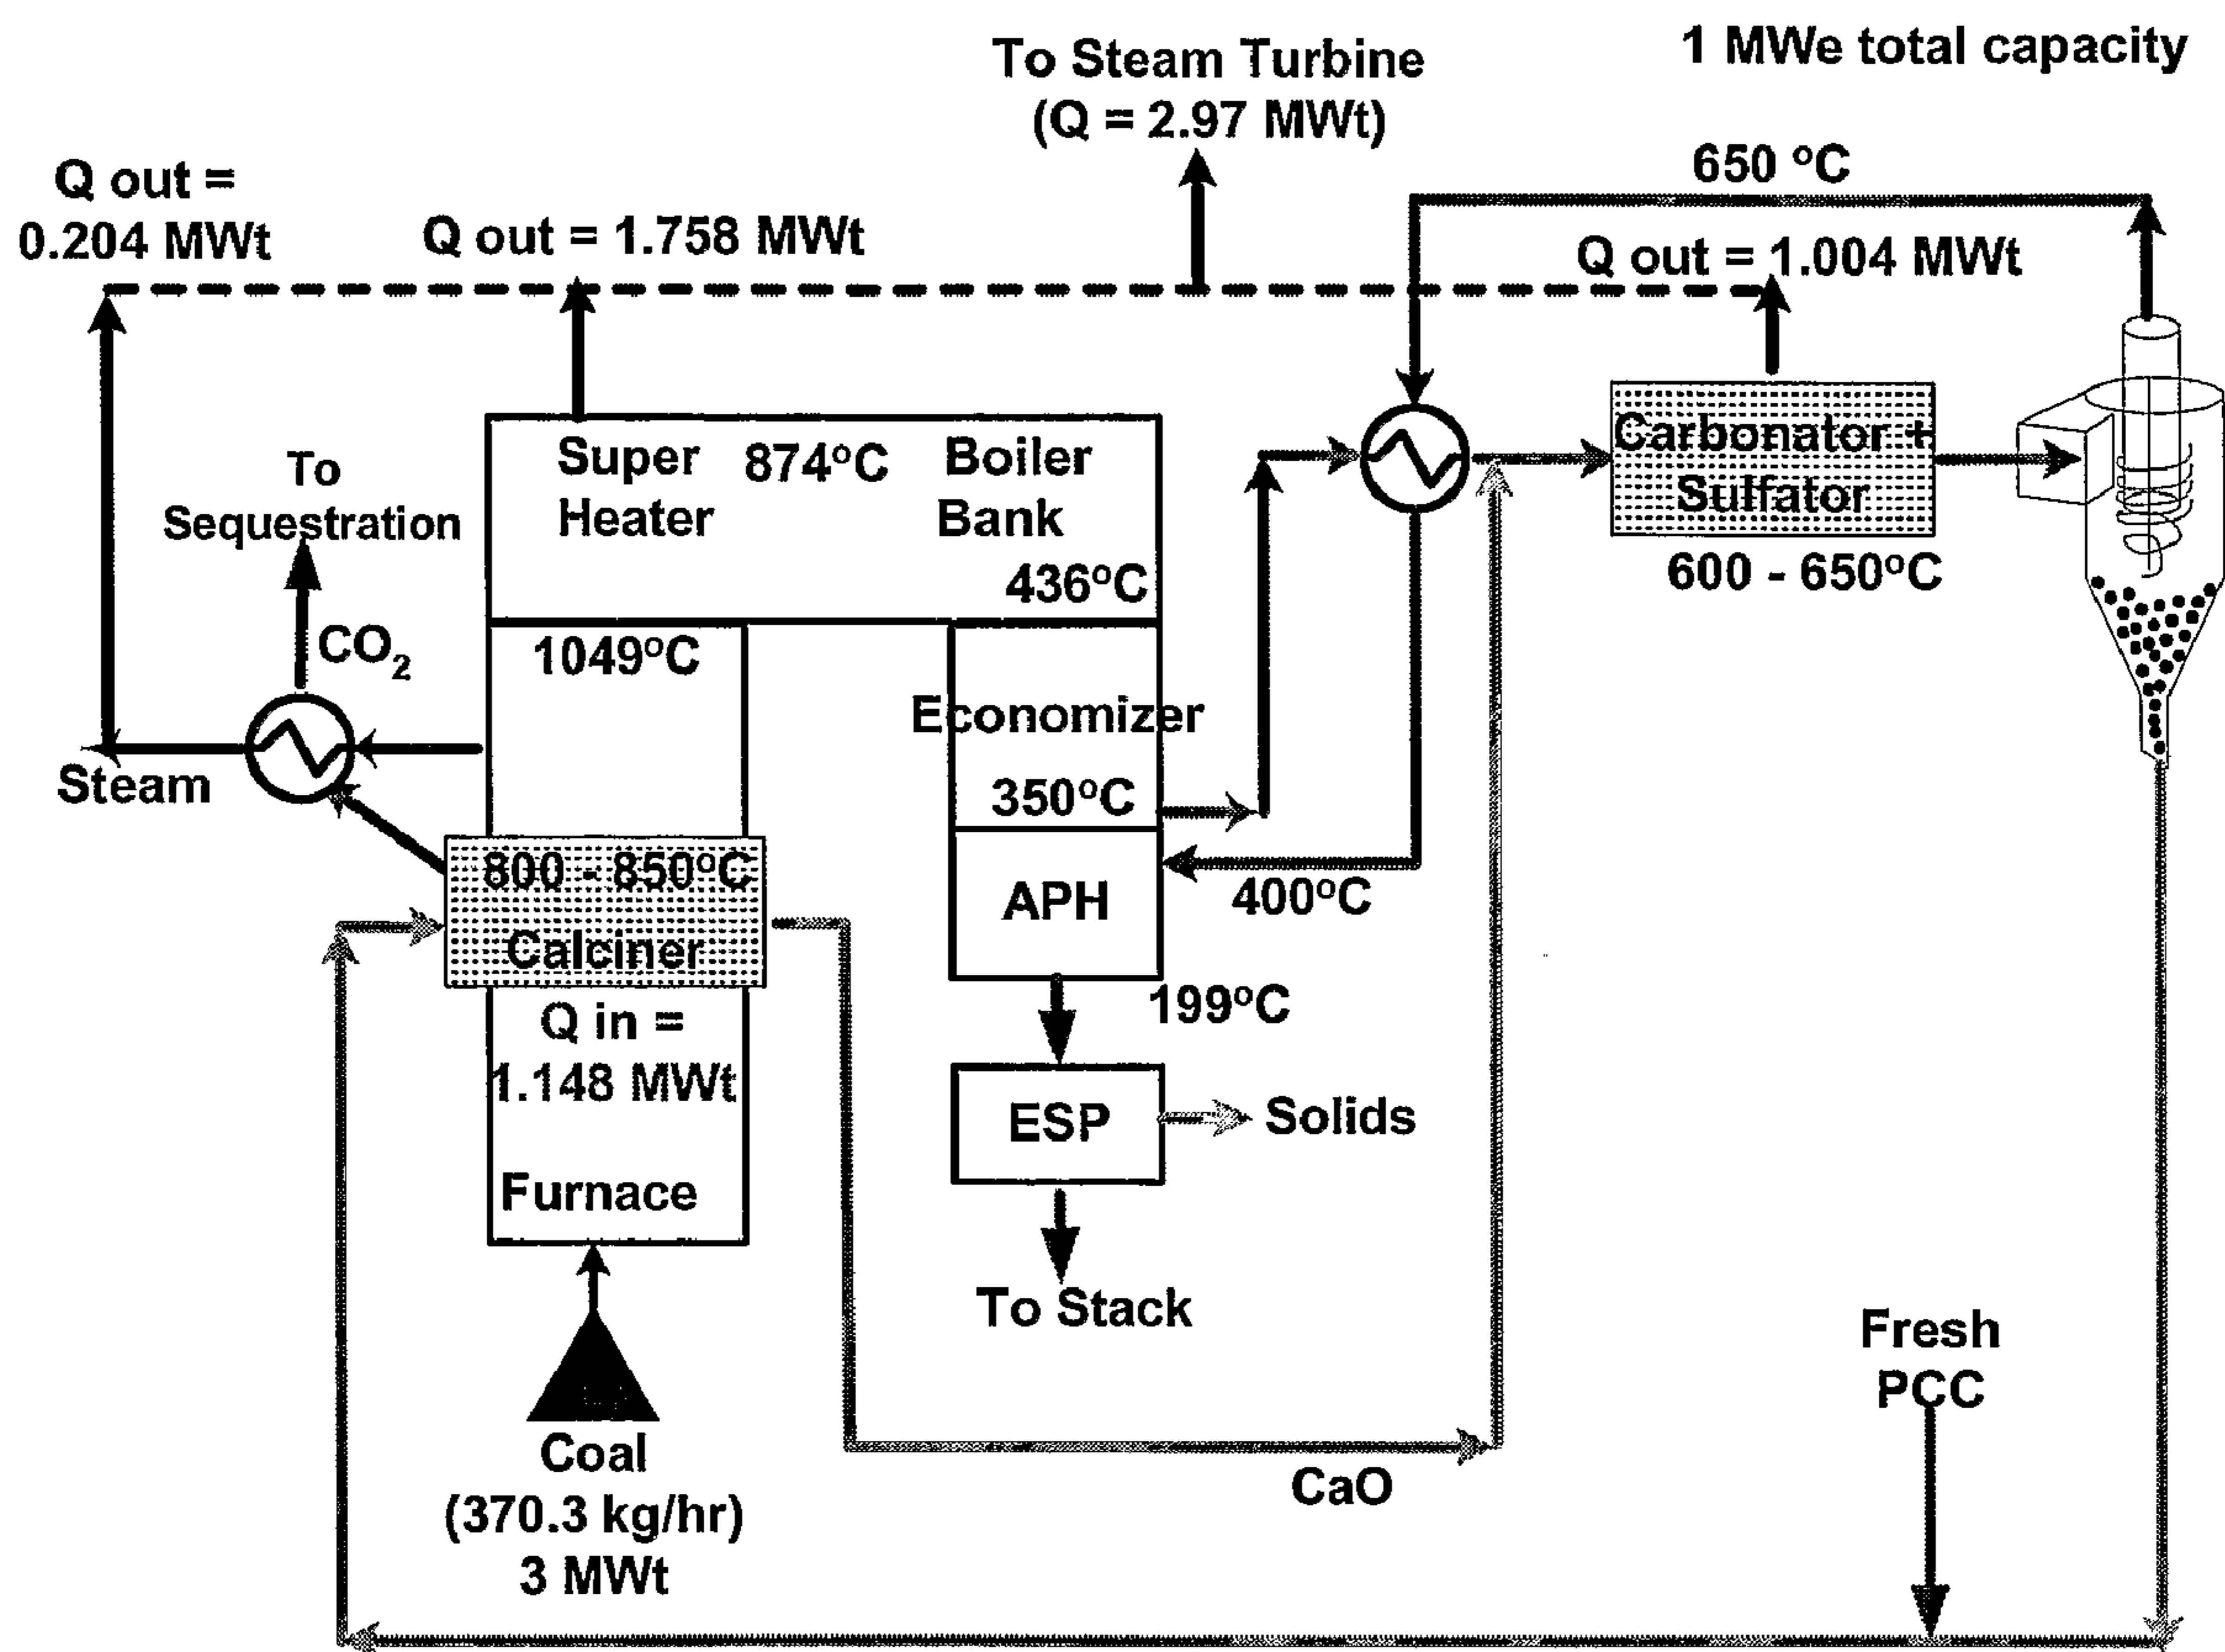 To Steam Turbine
(Q = 2.97 MWt)
1 MWe total capacity
Q out =
0.204 MWt
Q out = 1.758 MWt
650 °C
Q out = 1.004 MWt
Super
Heater
874°C
Boiler
Bank
436°C
Carbonator +
Sulfator
600 - 650°C
To
Sequestration
CO₂
1049°C
Economizer
350°C
Steam
800 - 850°C
Calciner
APH
400°C
199°C
Q in =
1.148 MWt
ESP
Solids
Furnace
To Stack
Coal
(370.3 kg/hr)
3 MWt
CaO
Fresh
PCC